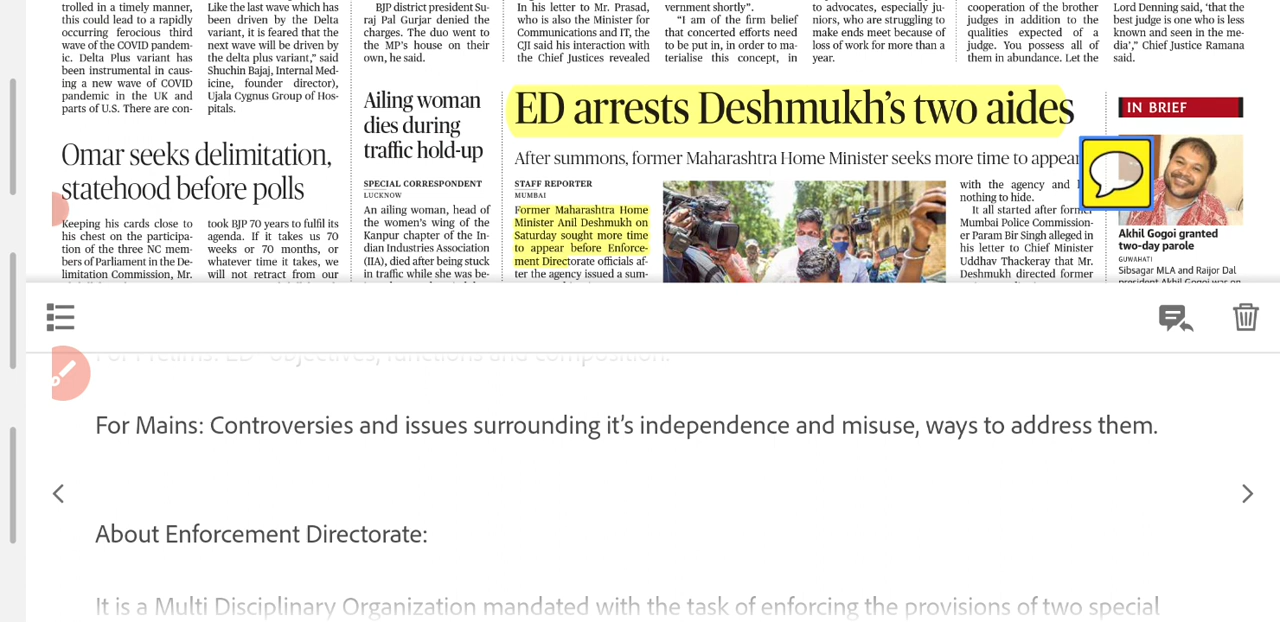 trolled in a timely manner,
this could lead to a rapidly
occurring ferocious third
wave of the COVID pandem-
ic. Delta Plus variant has
been instrumental in caus-
ing a new wave of COVID
pandemic in the UK and
parts of U.S. There are con-
Like the last wave which has
been driven by the Delta
variant, it is feared that the
next wave will be driven by
the delta plus variant,” said
Shuchin Bajaj, Internal Med-
icine, founder director),
Ujala Cygnus Group of Hos-
pitals.
Omar seeks delimitation,
statehood before polls
Keeping his cards close to
his chest on the participa-
tion of the three NC mem-
bers of Parliament in the De-
limitation Commission, Mr.
took BJP 70 years to fulfil its
agenda. If it takes us 70
weeks or 70 months, or
whatever time it takes, we
will not retract from our
BJP district president Su-
raj Pal Gurjar denied the
charges. The duo went to
the MP’s house on their
own, he said.
Ailing woman
dies during
traffic hold-up
SPECIAL CORRESPONDENT
LUCKNOW
An ailing woman, head of
the women’s wing of the
Kanpur chapter of the In-
dian Industries Association
(IIA), died after being stuck
in traffic while she was be-
In his letter to Mr. Prasad,
who is also the Minister for
Communications and IT, the
CJI said his interaction with
the Chief Justices revealed
vernment shortly”.
“I am of the firm belief
that concerted efforts need
to be put in, in order to ma-
terialise this concept, in
to advocates, especially ju-
niors, who are struggling to
make ends meet because of
loss of work for more than a
year.
cooperation of the brother
judges in addition to the
qualities expected of a
judge. You possess all of
them in abundance. Let the
Lord Denning said, ‘that the
best judge is one who is less
known and seen in the me-
dia’,” Chief Justice Ramana
said.
ED arrests Deshmukh’s two aides
After summons, former Maharashtra Home Minister seeks more time to appear
STAFF REPORTER
MUMBAI
Former Maharashtra Home
Minister Anil Deshmukh on
Saturday sought more time
to appear before Enforce-
ment Directorate officials af-
ter the agency issued a sum-
with the agency and
nothing to hide.
It all started after former
Mumbai Police Commission-
er Param Bir Singh alleged in
his letter to Chief Minister
Uddhav Thackeray that Mr.
Deshmukh directed former
IN BRIEF
Akhil Gogoi granted
two-day parole
GUWAHATI
Sibsagar MLA and Raijor Dal
president Akhil Gogoi was on
For Prelims: ED- objectives, functions and composition.
For Mains: Controversies and issues surrounding it’s independence and misuse, ways to address them.
About Enforcement Directorate:
It is a Multi Disciplinary Organization mandated with the task of enforcing the provisions of two special